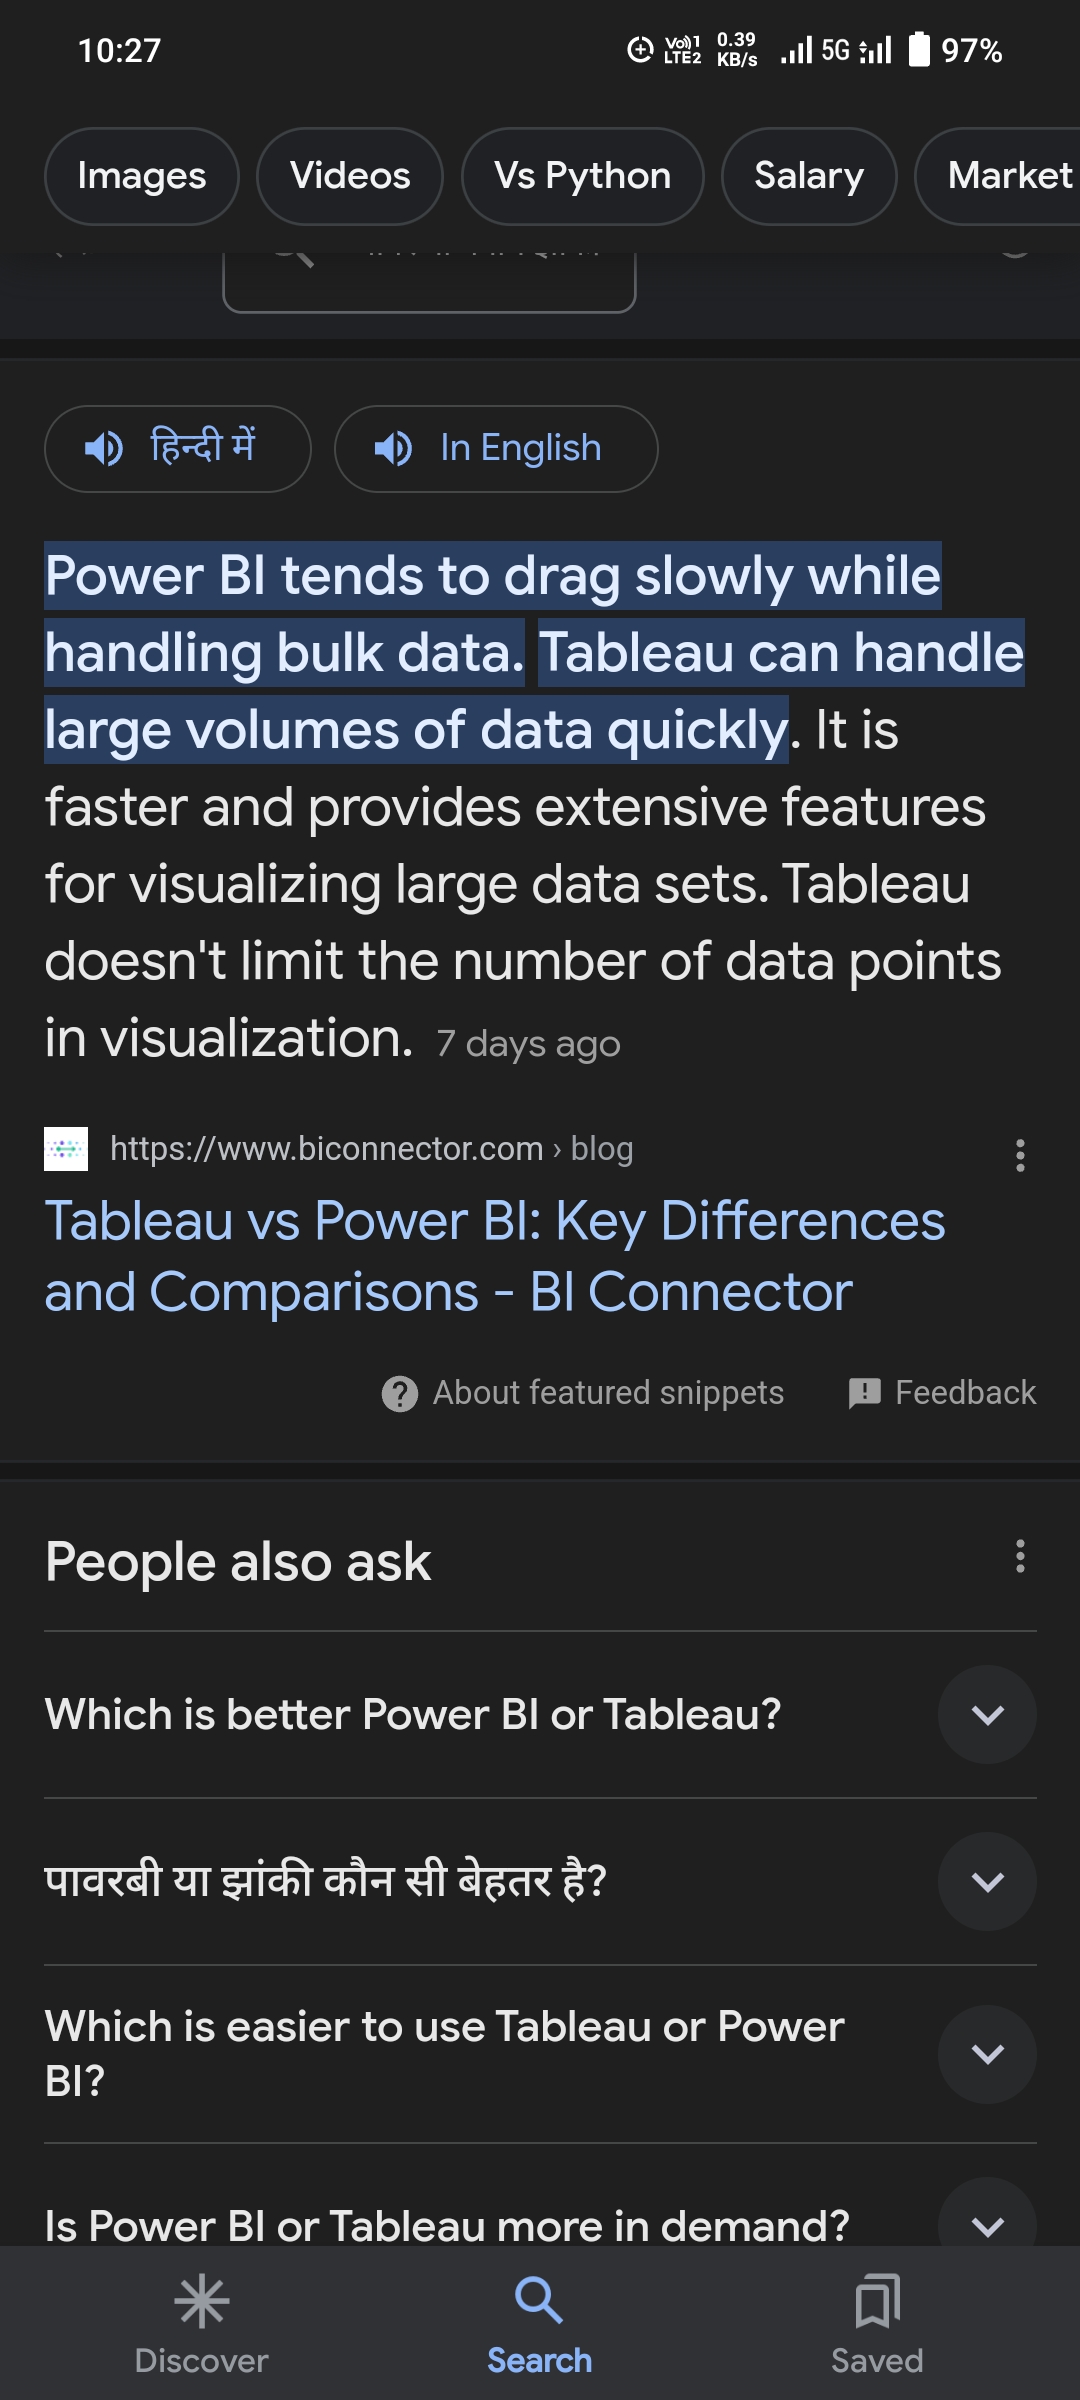 10:27
Vo))1
LTE2
0.39
KB/s
5G
97%
Images
Videos
Vs Python
Salary
Market
हिन्दी में
In English
Power BI tends to drag slowly while
handling bulk data. Tableau can handle
large volumes of data quickly. It is
faster and provides extensive features
for visualizing large data sets. Tableau
doesn't limit the number of data points
in visualization. 7 days ago
https://www.biconnector.com › blog
Tableau vs Power BI: Key Differences
and Comparisons - BI Connector
About featured snippets
Feedback
People also ask
Which is better Power BI or Tableau?
पावरबी या झांकी कौन सी बेहतर है?
Which is easier to use Tableau or Power
BI?
Is Power BI or Tableau more in demand?
Discover
Search
Saved